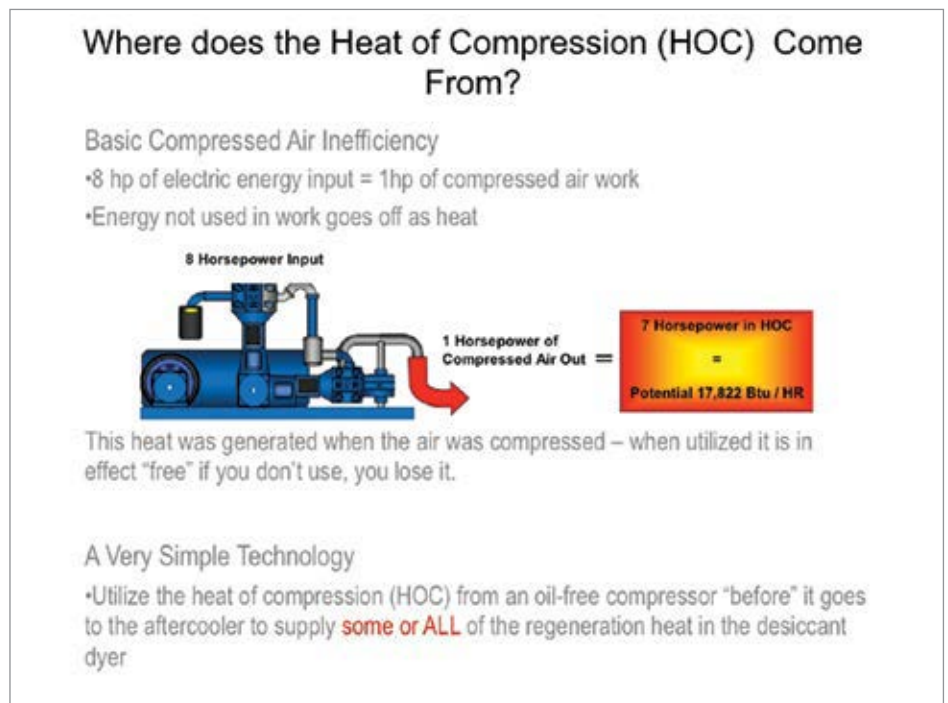 Where does the Heat of Compression (HOC) Come
From?
Basic Compressed Air Inefficiency
•8 hp of electric energy input = 1hp of compressed air work
•Energy not used in work goes off as heat
8 Horsepower Input
1 Horsepower of
Compressed Air Out =
7 Horsepower in HOC
=
Potential 17,822 Btu / HR
This heat was generated when the air was compressed – when utilized it is in
effect “free” if you don’t use, you lose it.
A Very Simple Technology
•Utilize the heat of compression (HOC) from an oil-free compressor “before” it goes
to the aftercooler to supply some or ALL of the regeneration heat in the desiccant
dyer